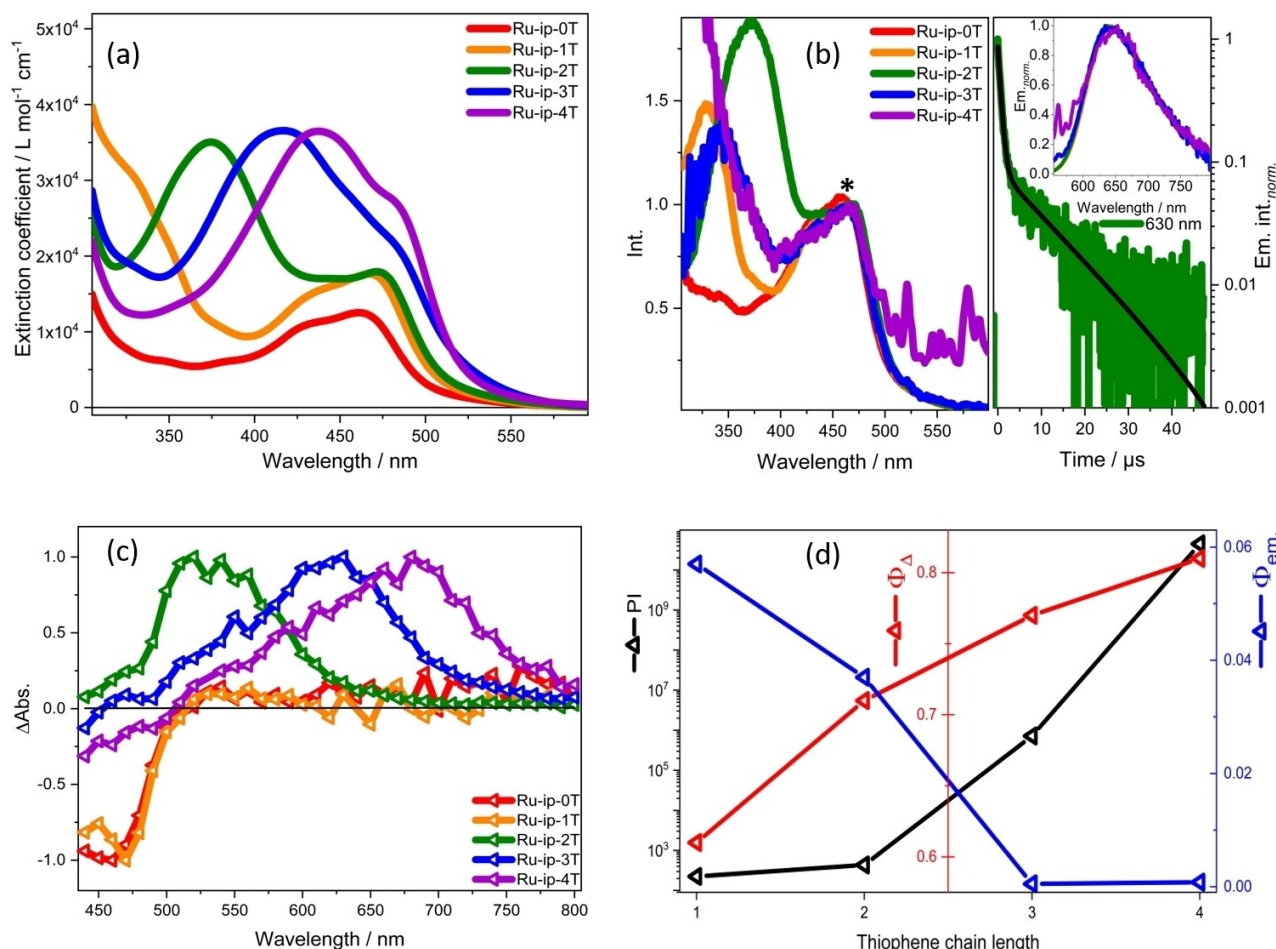 (a)
Ru-ip-0T
Ru-ip-1T
Ru-ip-2T
Ru-ip-3T
Ru-ip-4T
Extinction coefficient / L mol⁻¹ cm⁻¹
5x10⁴
4x10⁴
3x10⁴
2x10⁴
1x10⁴
0
350 400 450 500 550
Wavelength / nm
(b)
Ru-ip-0T
Ru-ip-1T
Ru-ip-2T
Ru-ip-3T
Ru-ip-4T
*
Int.
1.5
1.0
0.5
350 400 450 500 550
Wavelength / nm
Em.norm.
1.0
0.8
0.6
0.4
0.2
0.0
550 600 650 700 750
Wavelength / nm
630 nm
1
0.1
0.01
0.001
Em. int.norm.
0 10 20 30 40
Time / µs
(c)
ΔAbs.
1.0
0.5
0.0
-0.5
-1.0
Ru-ip-0T
Ru-ip-1T
Ru-ip-2T
Ru-ip-3T
Ru-ip-4T
450 500 550 600 650 700 750 800
Wavelength / nm
(d)
PI
10⁹
10⁷
10⁵
10³
ΦΔ
0.8
0.7
0.6
Φem.
0.06
0.04
0.02
0.00
1 2 3 4
Thiophene chain length